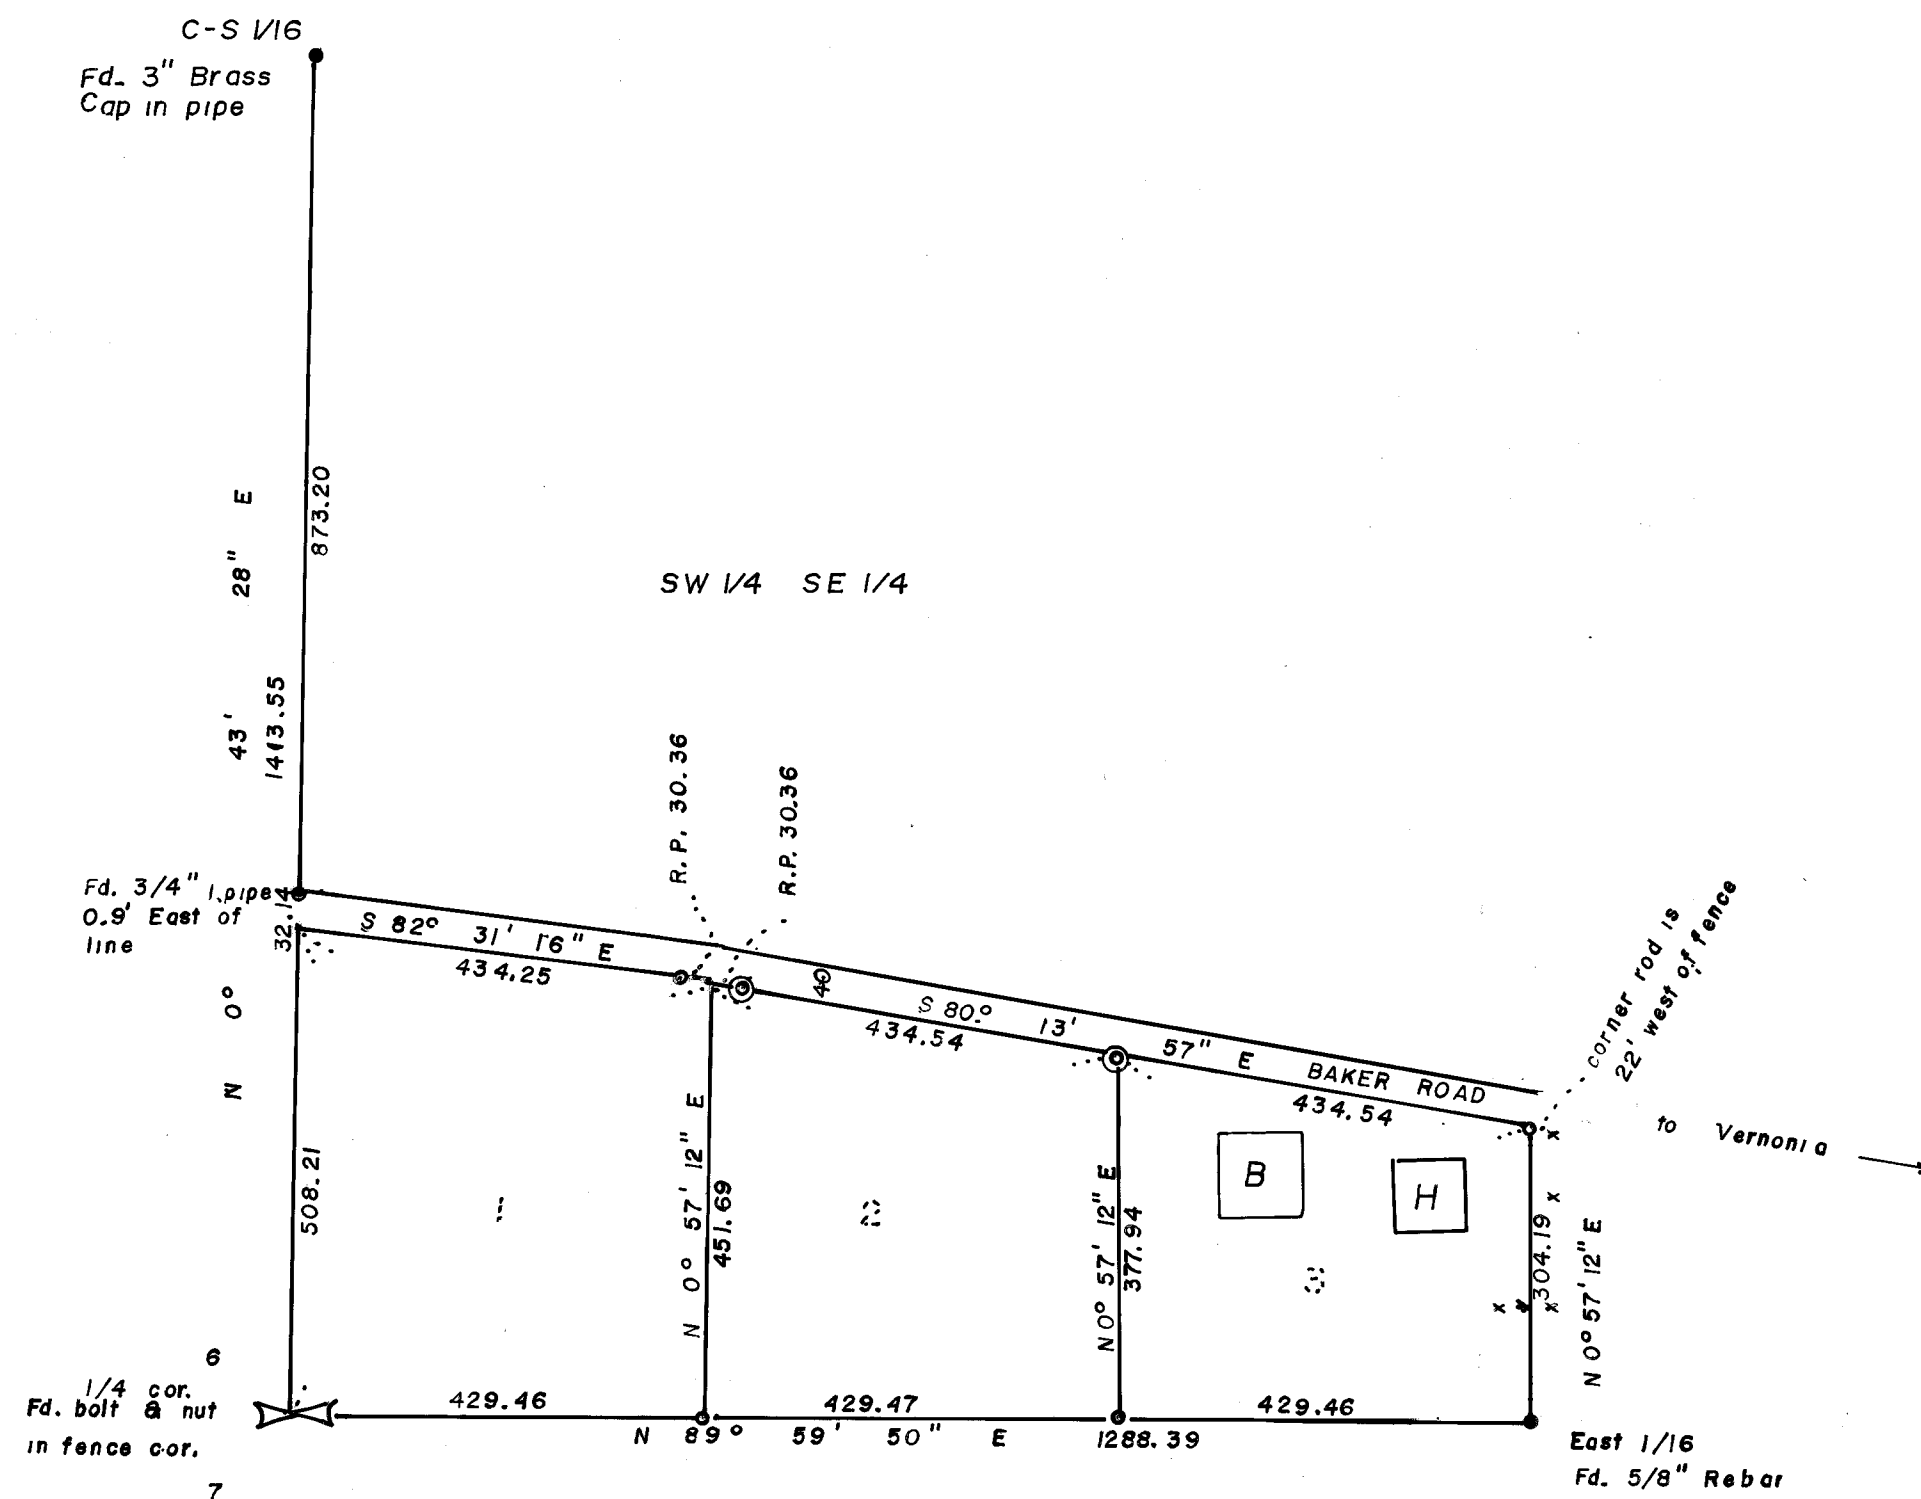 C-S 1/16
Fd. 3" Brass
Cap in pipe
N 0° 43' 28" E
1413.55
873.20
SW 1/4 SE 1/4
R.P. 30.36
R.P. 30.36
Fd. 3/4" I.pipe
0.9' East of
line
32.14
S 82° 31' 16" E
434.25
40
S 80° 13' 57" E
434.54
BAKER ROAD
434.54
corner rod is
22' west of fence
to Vernonia
508.21
1
N 0° 57' 12" E
451.69
2
N 0° 57' 12" E
377.94
B
H
3
304.19
N 0° 57' 12" E
6
1/4 cor.
Fd. bolt & nut
in fence cor.
7
429.46
429.47
429.46
N 89° 59' 50" E
1288.39
East 1/16
Fd. 5/8" Rebar